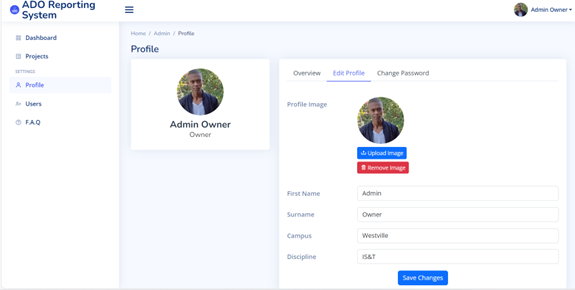 ADO Reporting
System
Admin Owner
Dashboard
Projects
SETTINGS
Profile
Users
F.A.Q
Home / Admin / Profile
Profile
Admin Owner
Owner
Overview Edit Profile Change Password
Profile Image
Upload Image
Remove Image
First Name Admin
Surname Owner
Campus Westville
Discipline IS&T
Save Changes